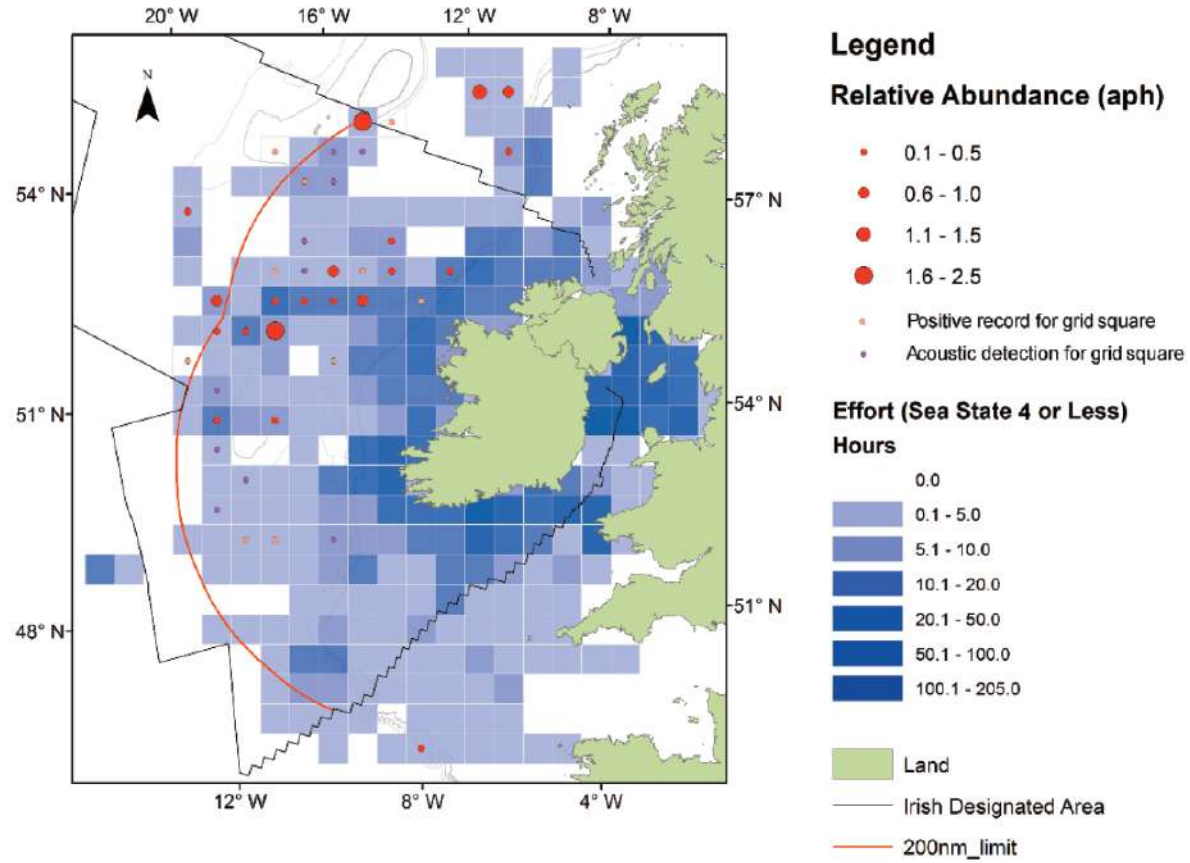 20° W 16° W 12° W 8° W
N
54° N
57° N
51° N
54° N
48° N
51° N
12° W 8° W 4° W
Legend
Relative Abundance (aph)
0.1 - 0.5
0.6 - 1.0
1.1 - 1.5
1.6 - 2.5
Positive record for grid square
Acoustic detection for grid square
Effort (Sea State 4 or Less)
Hours
0.0
0.1 - 5.0
5.1 - 10.0
10.1 - 20.0
20.1 - 50.0
50.1 - 100.0
100.1 - 205.0
Land
Irish Designated Area
200nm_limit